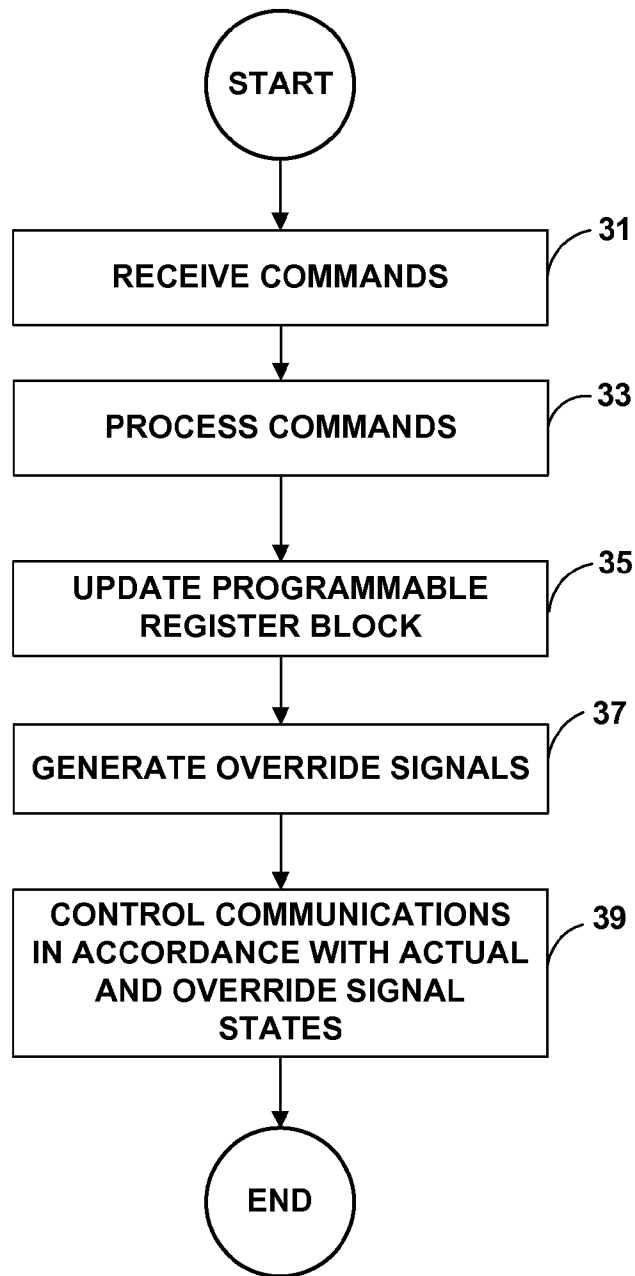 START
31
RECEIVE COMMANDS
33
PROCESS COMMANDS
35
UPDATE PROGRAMMABLE
REGISTER BLOCK
37
GENERATE OVERRIDE SIGNALS
39
CONTROL COMMUNICATIONS
IN ACCORDANCE WITH ACTUAL
AND OVERRIDE SIGNAL
STATES
END